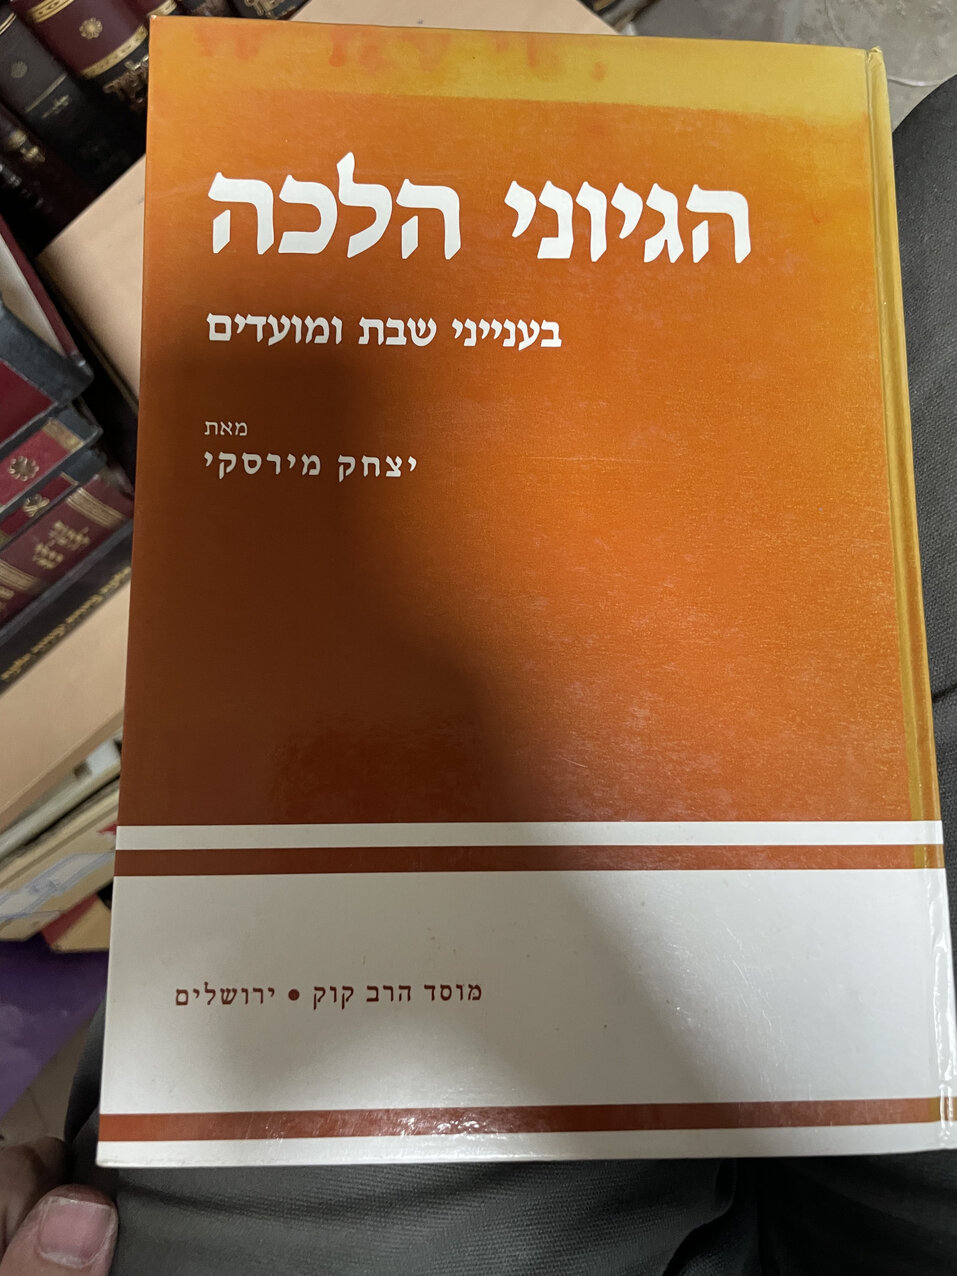 הגיוני הלכה
בענייני שבת ומועדים
מאת
יצחק מירסקי
מוסד הרב קוק • ירושלים